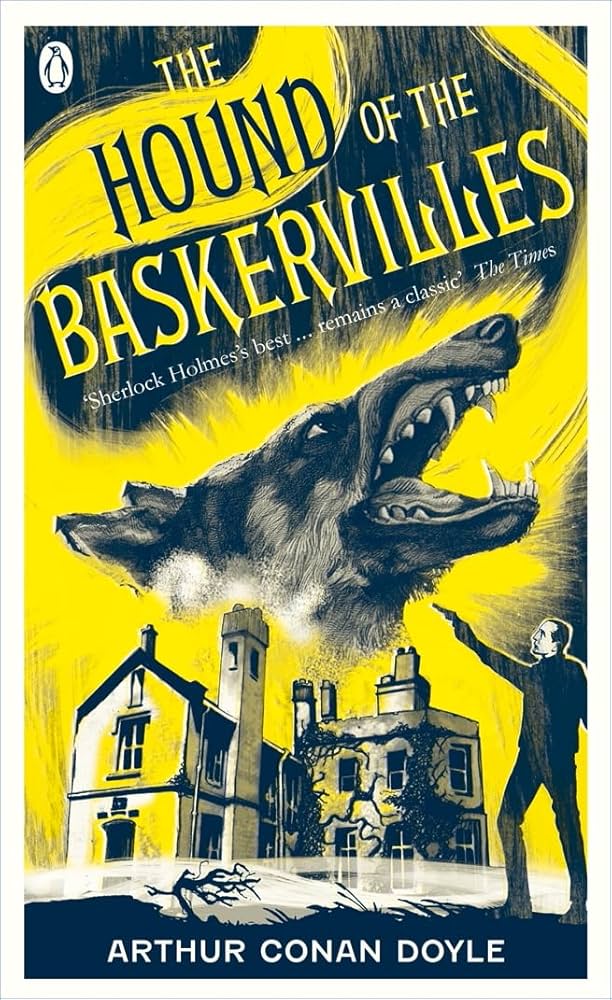 THE
HOUND OF THE
BASKERVILLES
‘Sherlock Holmes's best ... remains a classic’ The Times
ARTHUR CONAN DOYLE